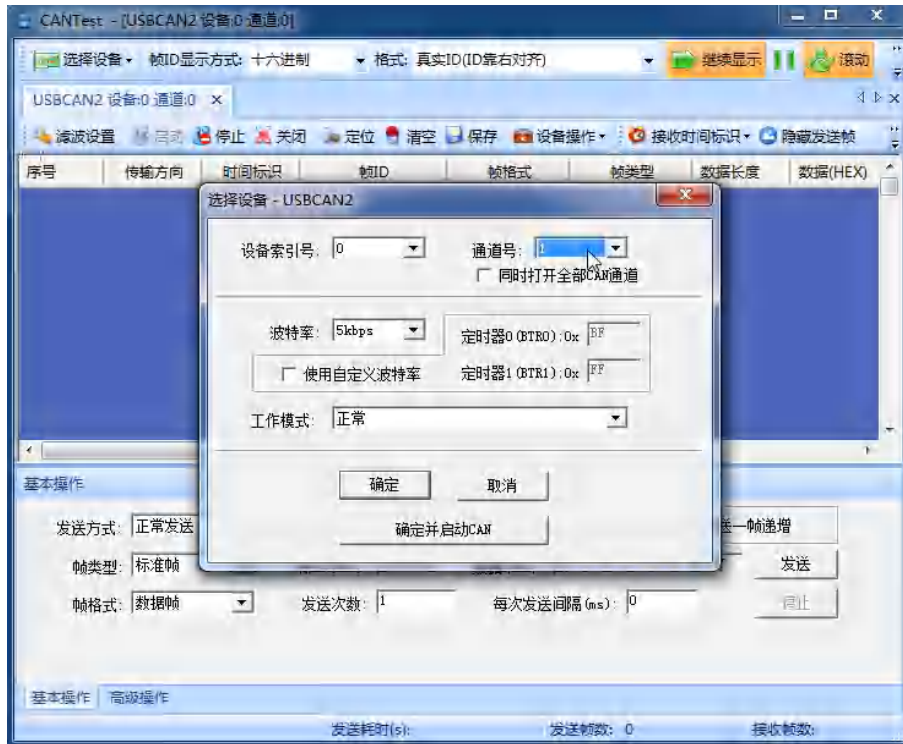 CANTest - [USBCAN2 设备:0 通道:0]
选择设备 帧ID显示方式: 十六进制 格式: 真实ID(ID靠右对齐) 继续显示 滚动
USBCAN2 设备:0 通道:0 ×
滤波设置 启动 停止 关闭 定位 清空 保存 设备操作 接收时间标识 隐藏发送帧
序号 传输方向 时间标识 帧ID 帧格式 帧类型 数据长度 数据(HEX)
选择设备 - USBCAN2
设备索引号: 0 通道号: 1
同时打开全部CAN通道
波特率: 5kbps 定时器0(BTR0):0x BF
使用自定义波特率 定时器1(BTR1):0x FF
工作模式: 正常
确定 取消
确定并启动CAN
基本操作
发送方式: 正常发送 送一帧递增
帧类型: 标准帧 发送
帧格式: 数据帧 发送次数: 1 每次发送间隔(ms): 0 停止
基本操作 高级操作
发送耗时(s): 发送帧数: 0 接收帧数: